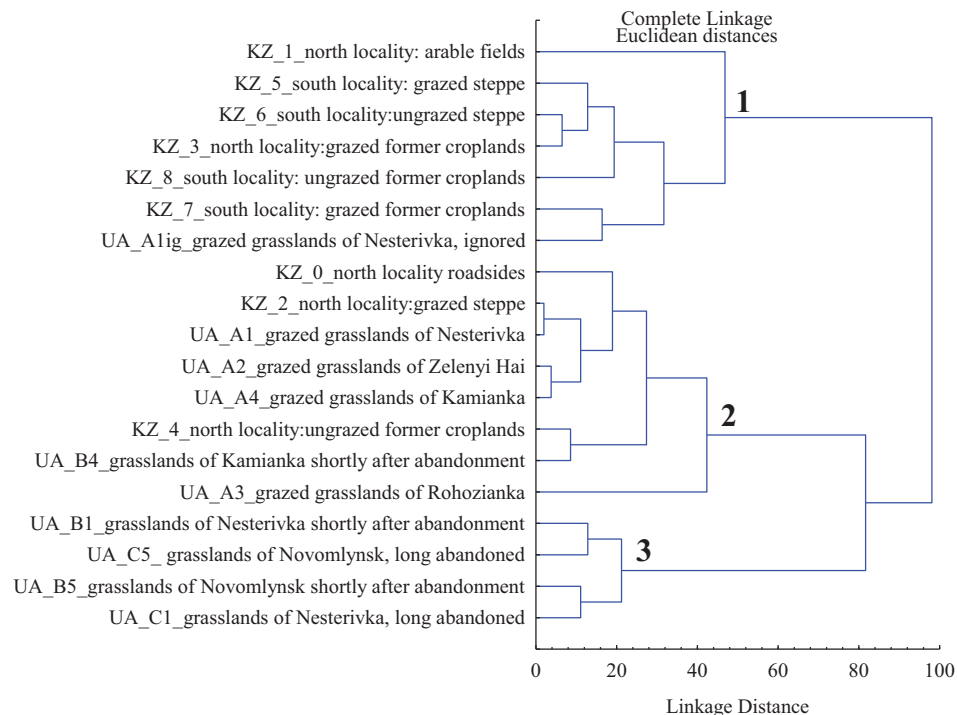 Complete Linkage
Euclidean distances
KZ_1_north locality: arable fields
KZ_5_south locality: grazed steppe
KZ_6_south locality:ungrazed steppe
KZ_3_north locality:grazed former croplands
KZ_8_south locality: ungrazed former croplands
KZ_7_south locality: grazed former croplands
UA_A1ig_grazed grasslands of Nesterivka, ignored
KZ_0_north locality roadsides
KZ_2_north locality:grazed steppe
UA_A1_grazed grasslands of Nesterivka
UA_A2_grazed grasslands of Zelenyi Hai
UA_A4_grazed grasslands of Kamianka
KZ_4_north locality:ungrazed former croplands
UA_B4_grasslands of Kamianka shortly after abandonment
UA_A3_grazed grasslands of Rohozianka
UA_B1_grasslands of Nesterivka shortly after abandonment
UA_C5_ grasslands of Novomlynsk, long abandoned
UA_B5_grasslands of Novomlynsk shortly after abandonment
UA_C1_grasslands of Nesterivka, long abandoned
1
2
3
0 20 40 60 80 100
Linkage Distance